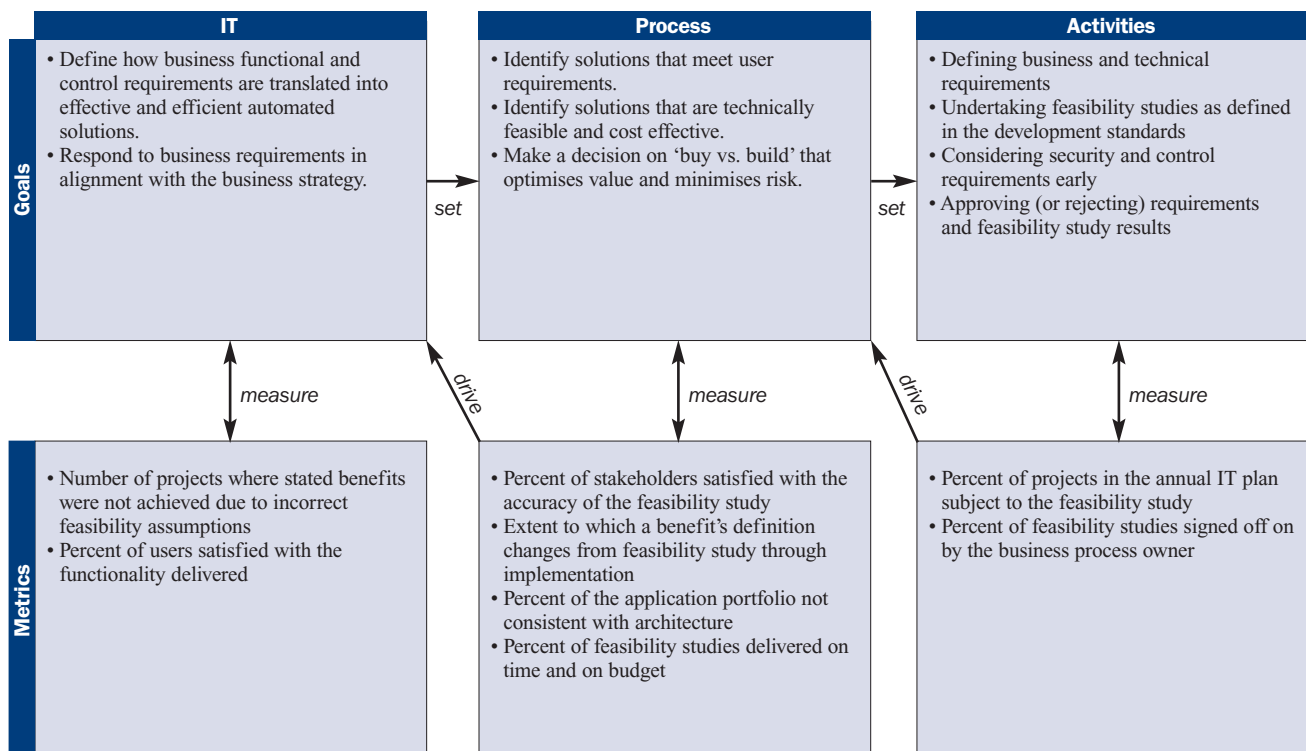 IT
Process
Activities
Goals
• Define how business functional and
control requirements are translated into
effective and efficient automated
solutions.
• Respond to business requirements in
alignment with the business strategy.
set
• Identify solutions that meet user
requirements.
• Identify solutions that are technically
feasible and cost effective.
• Make a decision on ‘buy vs. build’ that
optimises value and minimises risk.
set
• Defining business and technical
requirements
• Undertaking feasibility studies as defined
in the development standards
• Considering security and control
requirements early
• Approving (or rejecting) requirements
and feasibility study results
measure
drive
measure
drive
measure
Metrics
• Number of projects where stated benefits
were not achieved due to incorrect
feasibility assumptions
• Percent of users satisfied with the
functionality delivered
• Percent of stakeholders satisfied with the
accuracy of the feasibility study
• Extent to which a benefit’s definition
changes from feasibility study through
implementation
• Percent of the application portfolio not
consistent with architecture
• Percent of feasibility studies delivered on
time and on budget
• Percent of projects in the annual IT plan
subject to the feasibility study
• Percent of feasibility studies signed off on
by the business process owner